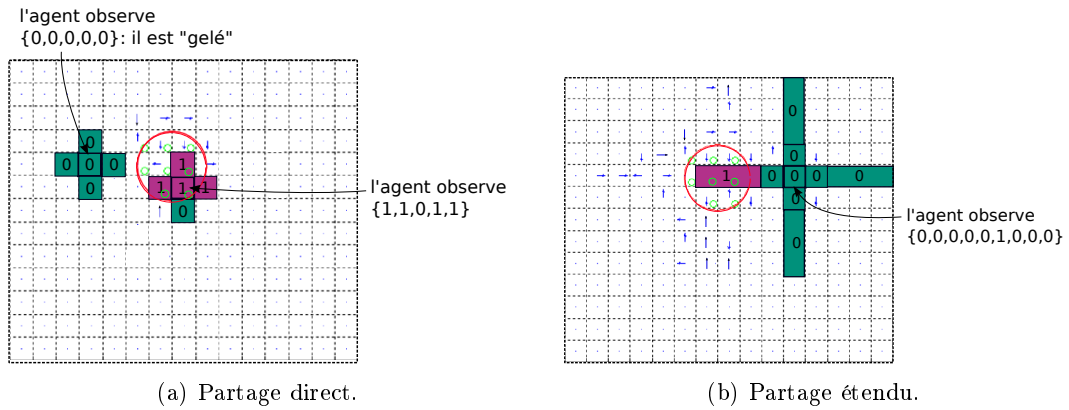 l'agent observe
{0,0,0,0,0}: il est "gelé"
0
0 0 0
0
1
1 1 1
0
l'agent observe
{1,1,0,1,1}
(a) Partage direct.
0
0
1 0 0 0 0
0
0
l'agent observe
{0,0,0,0,0,1,0,0,0}
(b) Partage étendu.